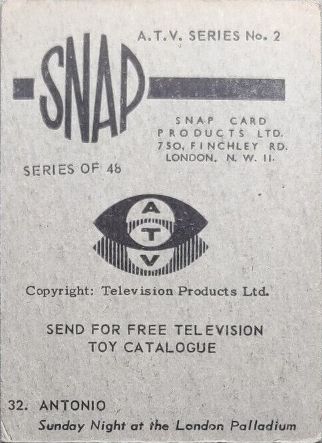 A.T.V. SERIES No. 2
SNAP
SNAP CARD
PRODUCTS LTD.
750, FINCHLEY RD.
LONDON, N. W. 11.
SERIES OF 48
A
T
V
Copyright: Television Products Ltd.
SEND FOR FREE TELEVISION
TOY CATALOGUE
32. ANTONIO
Sunday Night at the London Palladium